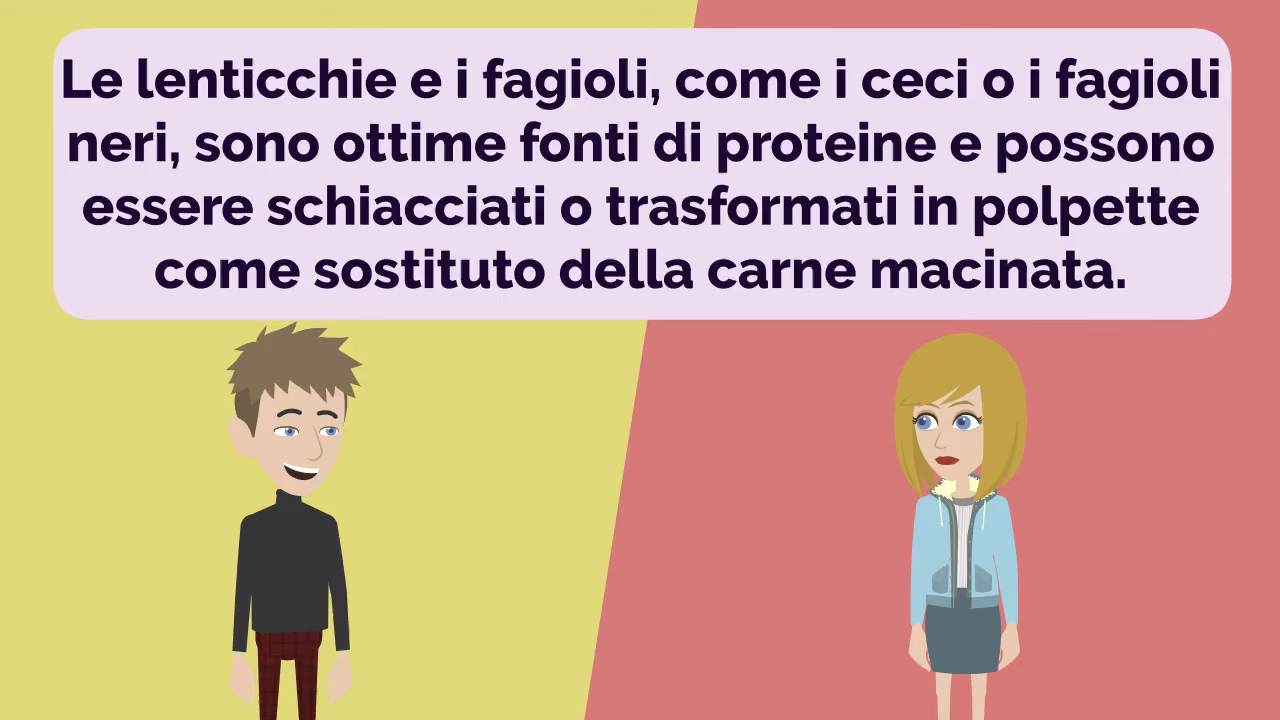 Le lenticchie e i fagioli, come i ceci o i fagioli
neri, sono ottime fonti di proteine e possono
essere schiacciati o trasformati in polpette
come sostituto della carne macinata.